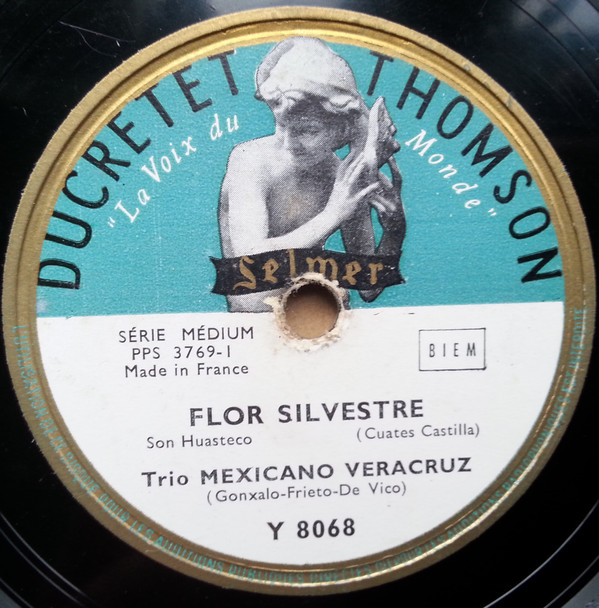 DUCRETET THOMSON
"La Voix du Monde"
Selmer
SÉRIE MÉDIUM
PPS 3769-1
Made in France
BIEM
FLOR SILVESTRE
Son Huasteco (Cuates Castilla)
Trio MEXICANO VERACRUZ
(Gonxalo-Frieto-De Vico)
Y 8068